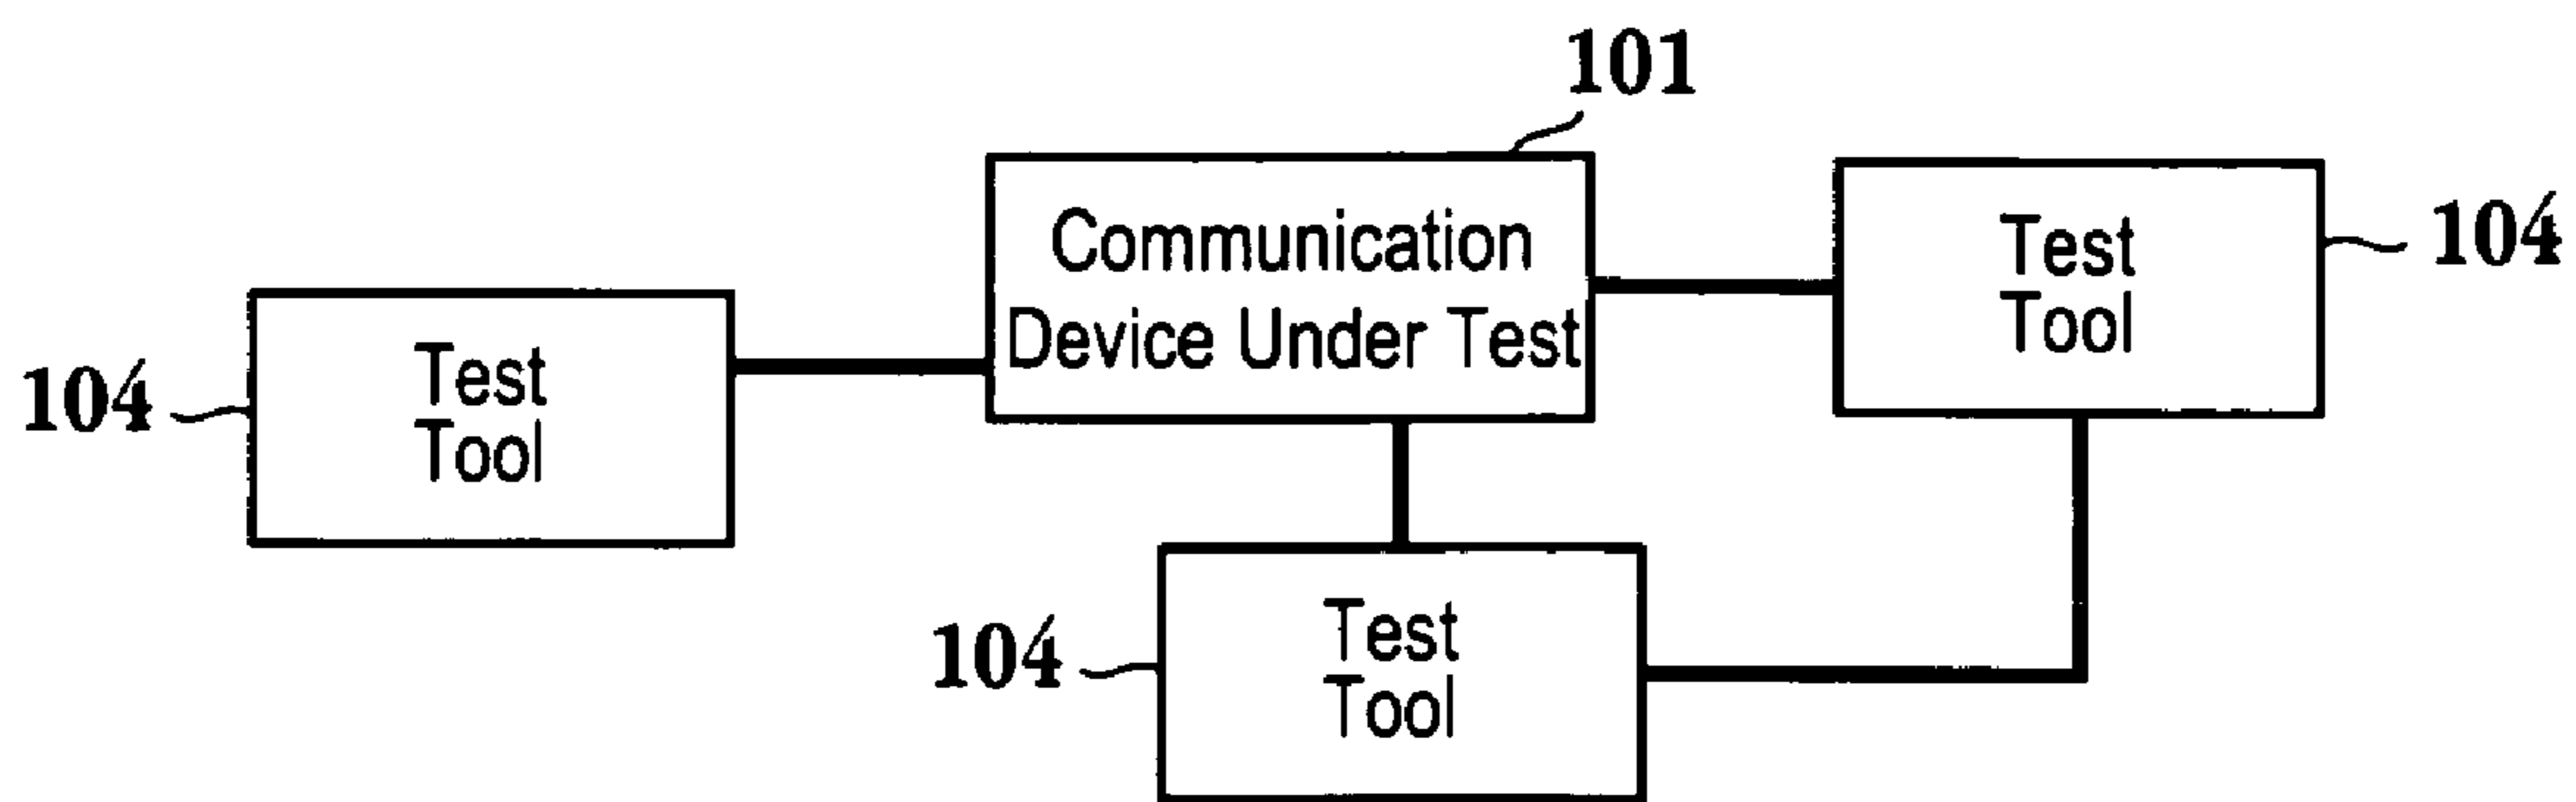 101
Communication
Device Under Test
Test
Tool
104
104
Test
Tool
104
Test
Tool